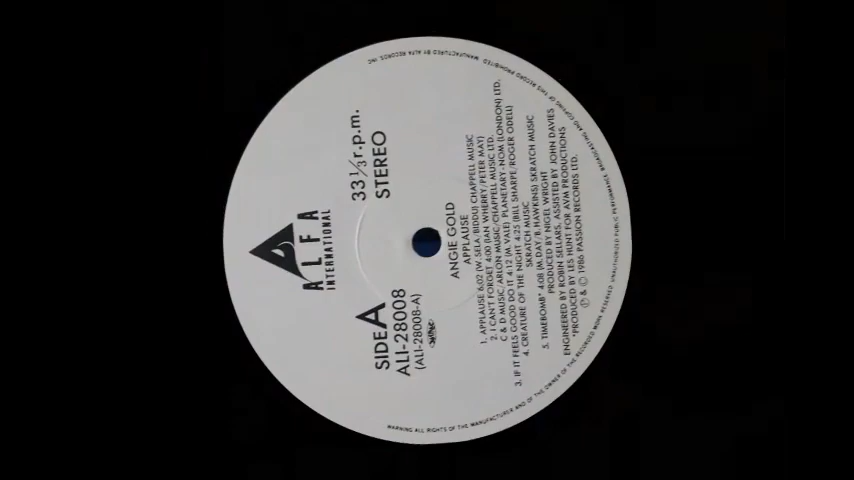 ALFA
INTERNATIONAL
SIDE A
ALI-28008
(ALI-28008-A)
33 1/3 r.p.m.
STEREO
ANGIE GOLD
APPLAUSE
1. APPLAUSE 6:02 (W. SELA/BIDDU) CHAPPELL MUSIC
2. I CAN'T FORGET 4:00 (IAN WHERRY/PETER MAY)
C & D MUSIC/ARLON MUSIC/CHAPPELL MUSIC LTD.
3. IF IT FEELS GOOD DO IT 4:12 (M. VALE) PLANETARY-NOM (LONDON) LTD.
4. CREATURE OF THE NIGHT 4:25 (BILL SHARPE/ROGER ODELL)
SKRATCH MUSIC
5. TIMEBOMB* 4:08 (M. DAY/B. HAWKINS) SKRATCH MUSIC
PRODUCED BY NIGEL WRIGHT
ENGINEERED BY ROBIN SELLARS, ASSISTED BY JOHN DAVIES
*PRODUCED BY LES HUNT FOR AVM PRODUCTIONS
Ⓟ & © 1986 PASSION RECORDS LTD.
WARNING ALL RIGHTS OF THE MANUFACTURER AND OF THE OWNER OF THE RECORDED WORK RESERVED. UNAUTHORIZED PUBLIC PERFORMANCE, BROADCASTING AND COPYING OF THIS RECORD PROHIBITED. MANUFACTURED BY ALFA RECORDS, INC.